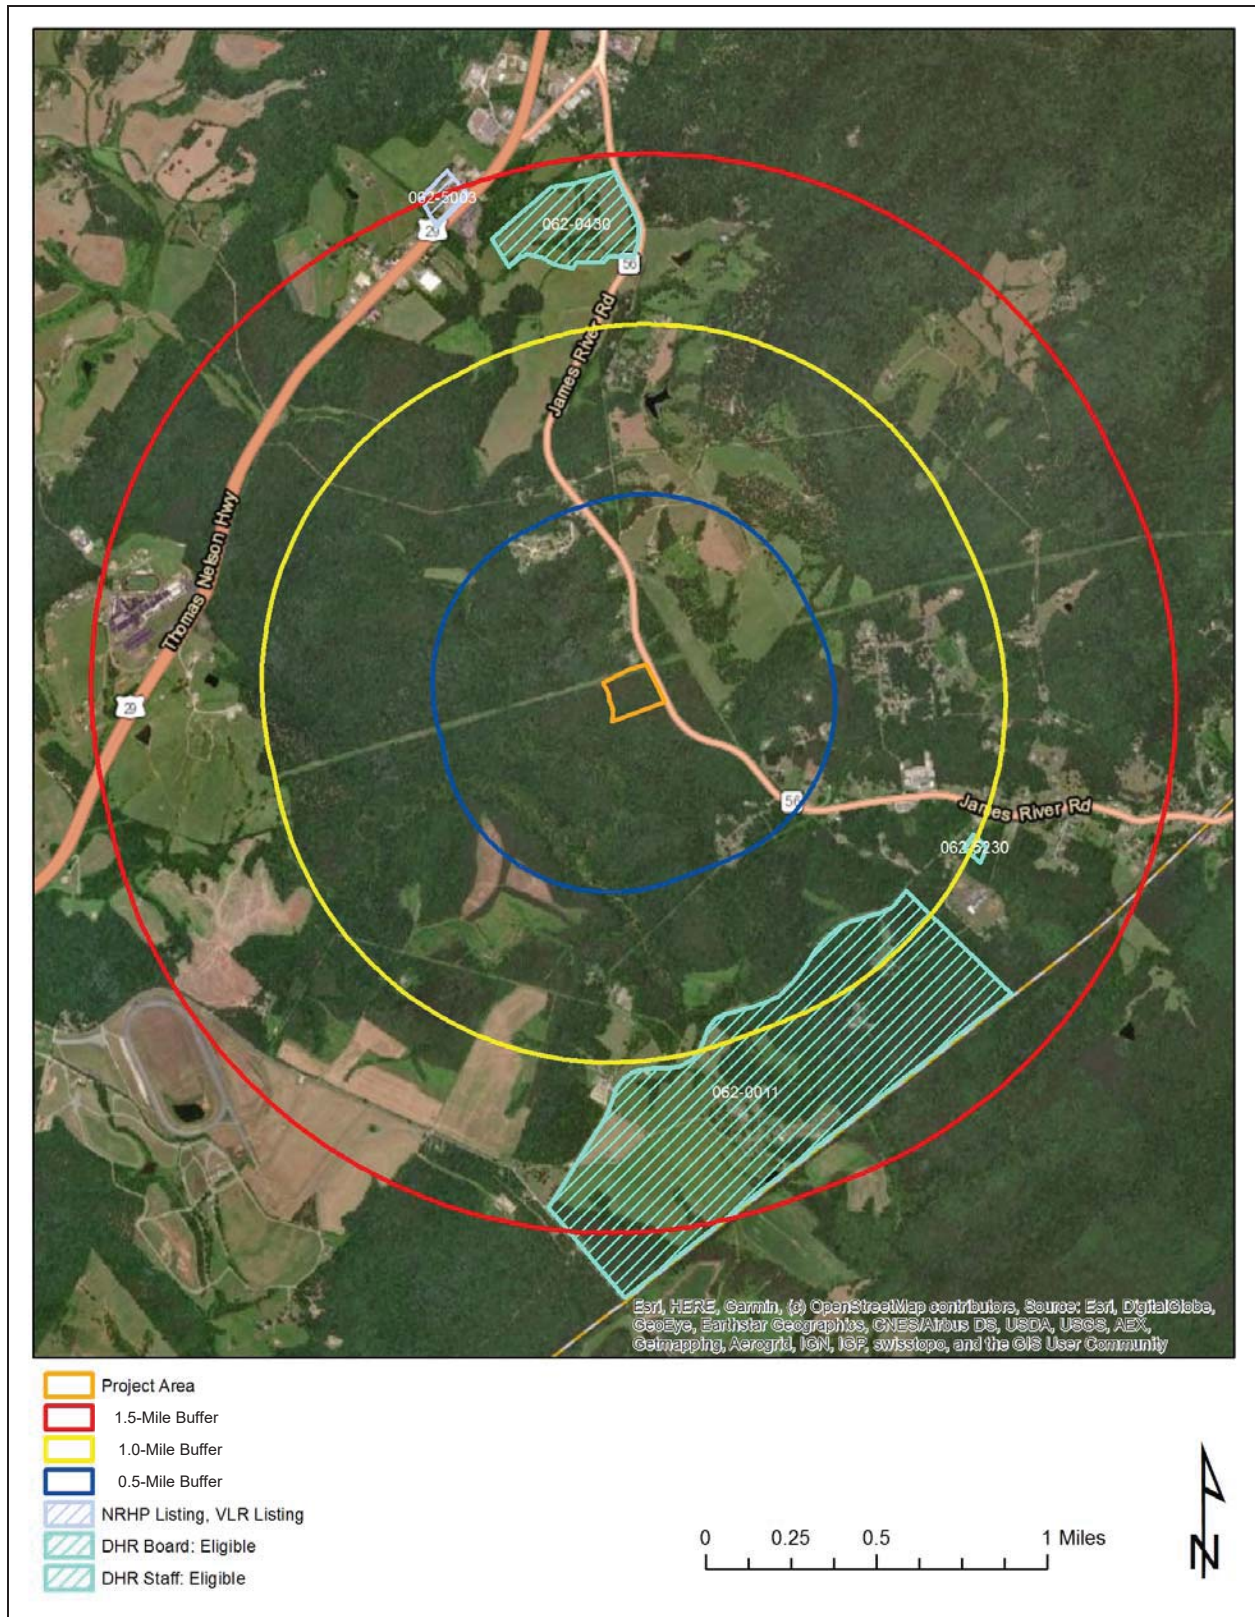 062-5003
29
062-0430
56
James River Rd
Thomas Nelson Hwy
29
56
James River Rd
062-5230
062-0011
Esri, HERE, Garmin, (c) OpenStreetMap contributors, Source: Esri, DigitalGlobe,
GeoEye, Earthstar Geographics, CNES/Airbus DS, USDA, USGS, AEX,
Getmapping, Aerogrid, IGN, IGP, swisstopo, and the GIS User Community
Project Area
1.5-Mile Buffer
1.0-Mile Buffer
0.5-Mile Buffer
NRHP Listing, VLR Listing
DHR Board: Eligible
DHR Staff: Eligible
0 0.25 0.5 1 Miles
N